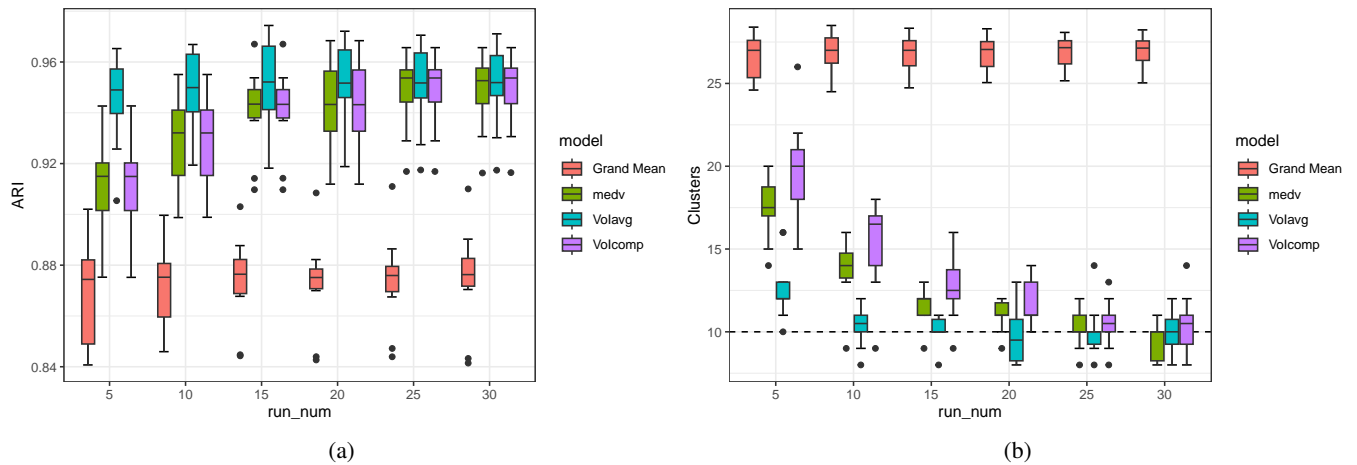 0.96
0.92
0.88
0.84
ARI
5 10 15 20 25 30
run_num
model
Grand Mean
medv
Volavg
Volcomp
(a)
25
20
15
10
Clusters
5 10 15 20 25 30
run_num
model
Grand Mean
medv
Volavg
Volcomp
(b)